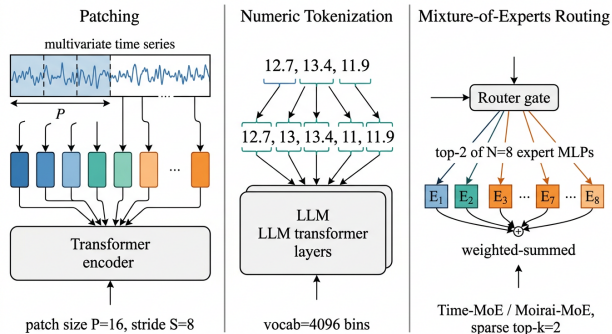 Patching
multivariate time series
P
...
Transformer
encoder
patch size P=16, stride S=8
Numeric Tokenization
12.7, 13.4, 11.9
12.7, 13, 13.4, 11, 11.9
LLM
LLM transformer
layers
vocab=4096 bins
Mixture-of-Experts Routing
Router gate
top-2 of N=8 expert MLPs
E1 E2 E3 ... E7 ... E8
weighted-summed
Time-MoE / Moirai-MoE,
sparse top-k=2